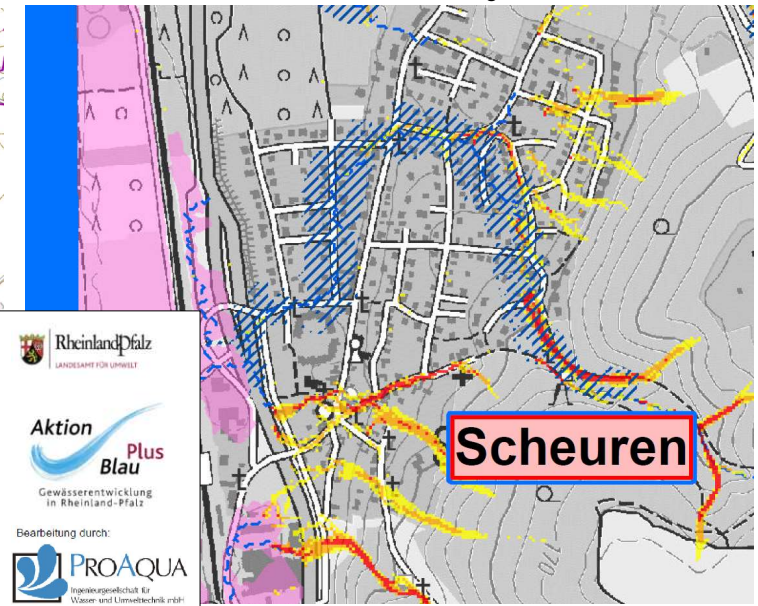 Scheuren
RheinlandPfalz
LANDESAMT FÜR UMWELT
Aktion
Blau Plus
Gewässerentwicklung
in Rheinland-Pfalz
Bearbeitung durch:
PROAQUA
Ingenieurgesellschaft für
Wasser- und Umwelttechnik mbH
170